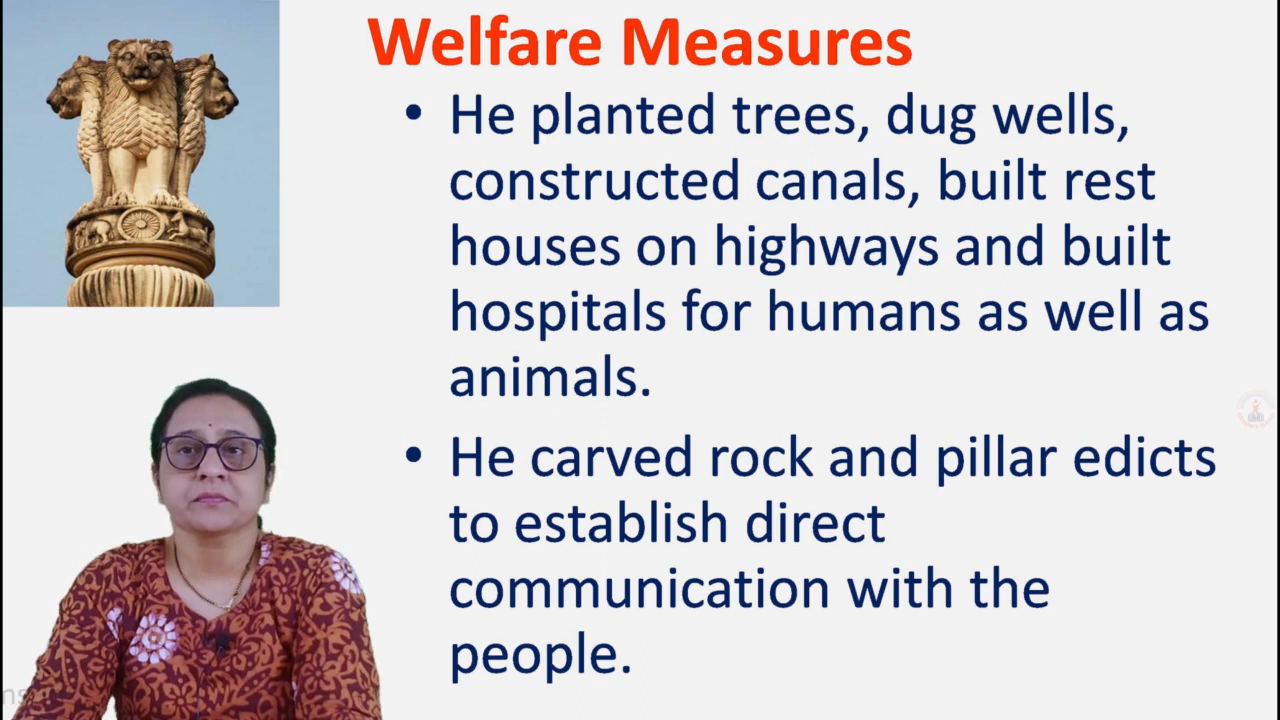 Welfare Measures
• He planted trees, dug wells,
constructed canals, built rest
houses on highways and built
hospitals for humans as well as
animals.
• He carved rock and pillar edicts
to establish direct
communication with the
people.